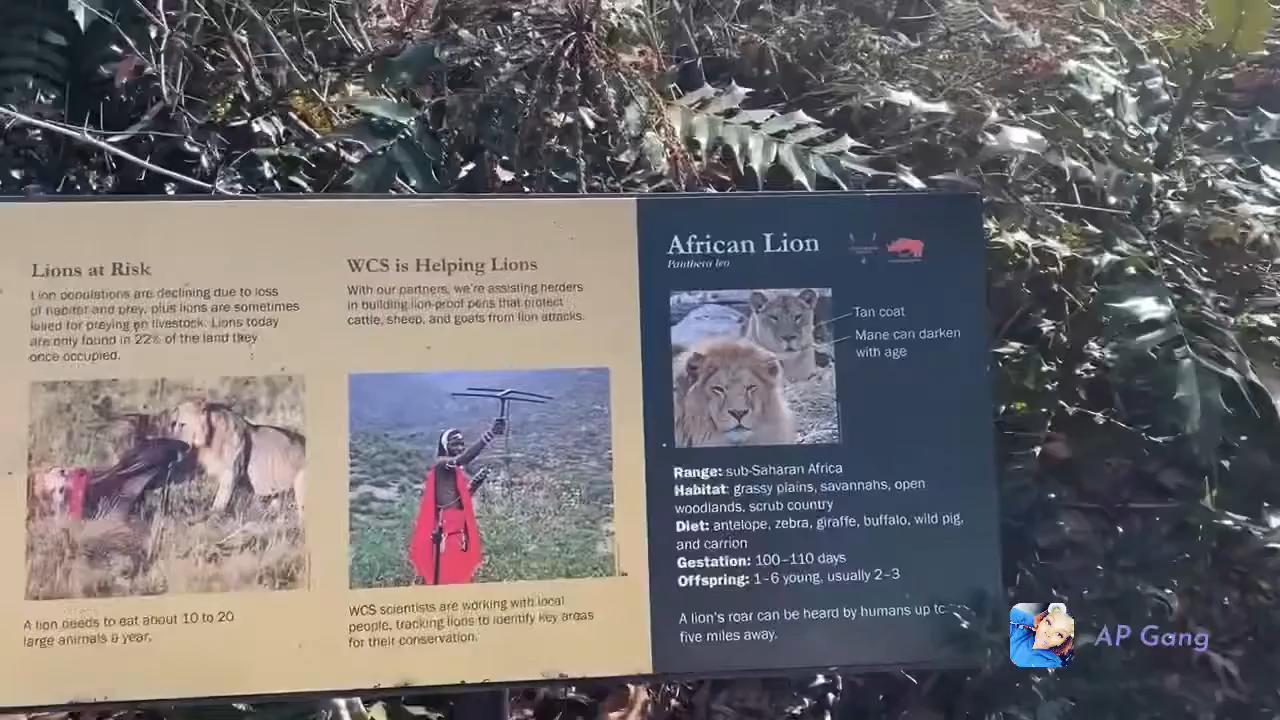 Lions at Risk
Lion populations are declining due to loss
of habitat and prey, plus lions are sometimes
killed for preying on livestock. Lions today
are only found in 22% of the land they
once occupied.
A lion needs to eat about 10 to 20
large animals a year.
WCS is Helping Lions
With our partners, we're assisting herders
in building lion-proof pens that protect
cattle, sheep, and goats from lion attacks.
WCS scientists are working with local
people, tracking lions to identify key areas
for their conservation.
African Lion
Panthera leo
Tan coat
Mane can darken
with age
Range: sub-Saharan Africa
Habitat: grassy plains, savannahs, open
woodlands, scrub country
Diet: antelope, zebra, giraffe, buffalo, wild pig,
and carrion
Gestation: 100–110 days
Offspring: 1–6 young, usually 2–3
A lion's roar can be heard by humans up to
five miles away.
AP Gang